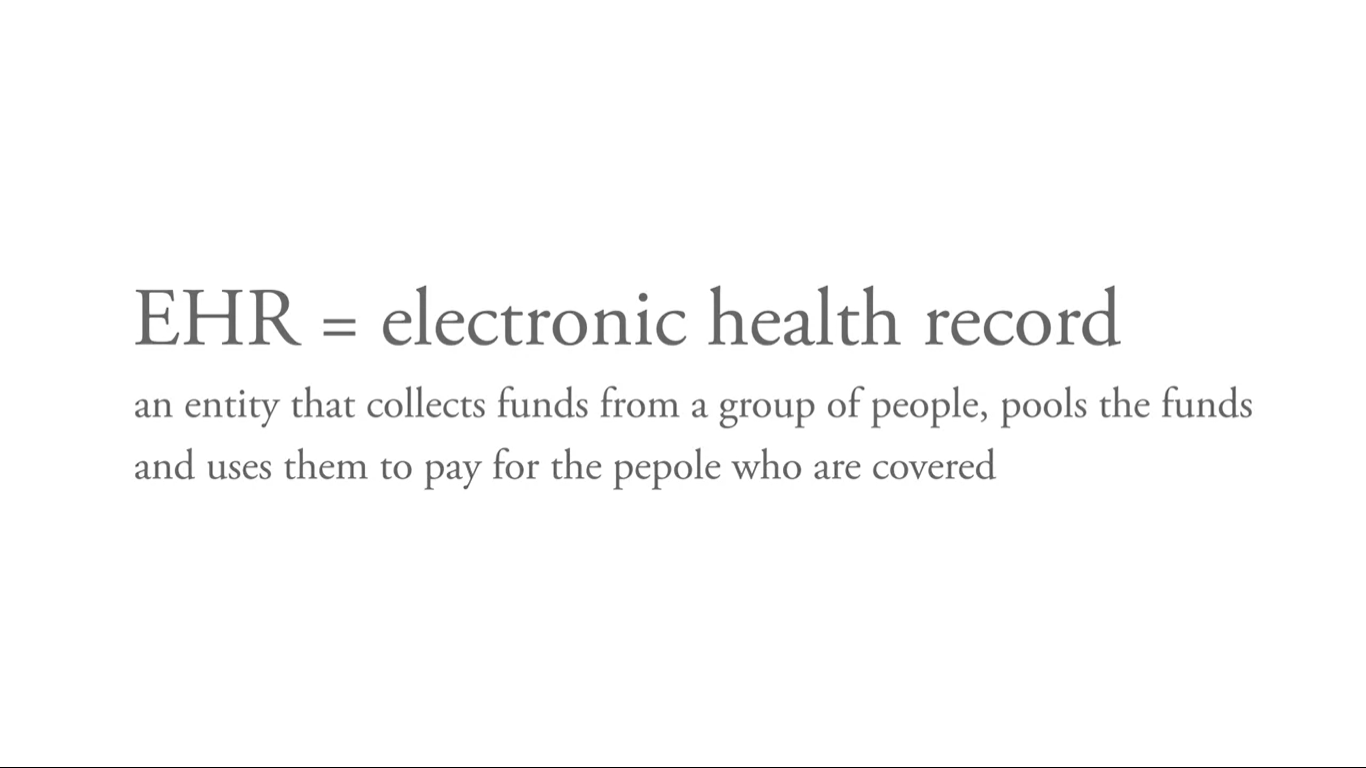 EHR = electronic health record
an entity that collects funds from a group of people, pools the funds
and uses them to pay for the pepole who are covered